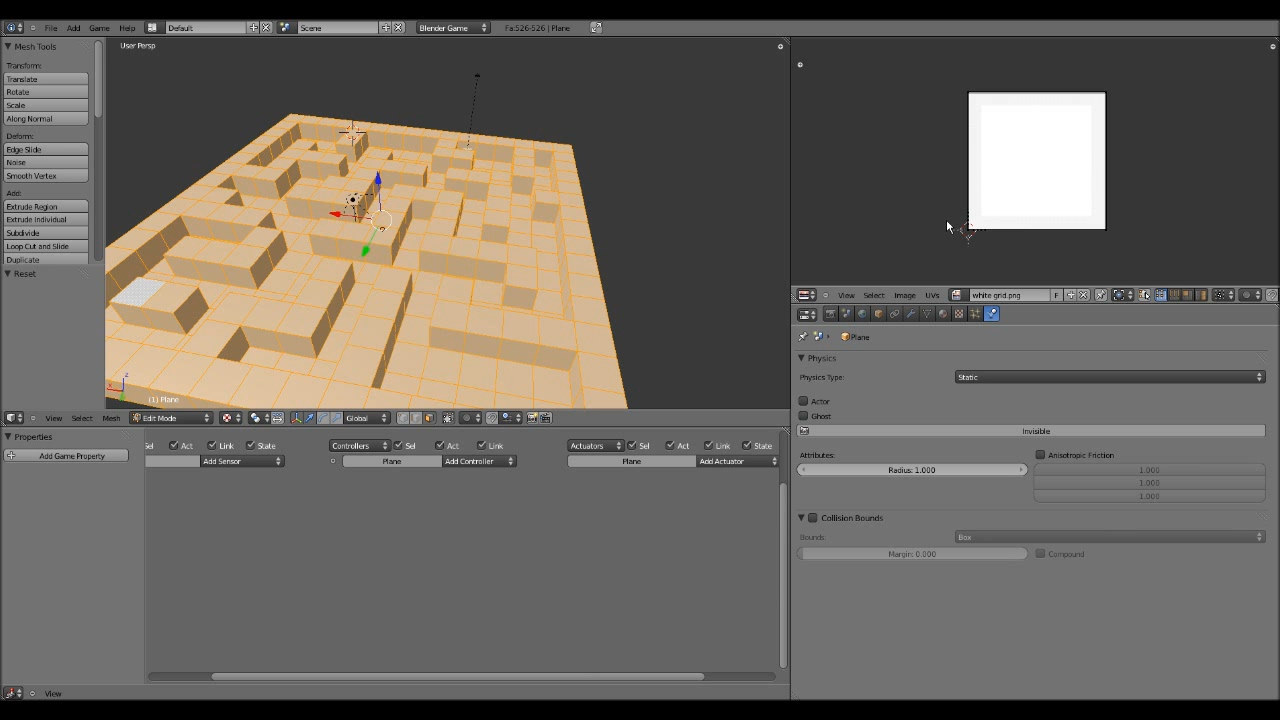 File Add Game Help Default Scene Blender Game Fa:526-526 | Plane
Mesh Tools
User Persp
Transform:
Translate
Rotate
Scale
Along Normal
Deform:
Edge Slide
Noise
Smooth Vertex
Add:
Extrude Region
Extrude Individual
Subdivide
Loop Cut and Slide
Duplicate
Reset
z
x
(1) Plane
View Select Mesh Edit Mode Global
View Select Image UVs white grid.png F
Plane
Physics
Physics Type: Static
Actor
Ghost
Invisible
Attributes:
Anisotropic Friction
Radius: 1.000
1.000
1.000
1.000
Collision Bounds
Bounds: Box
Margin: 0.000 Compound
Properties
Add Game Property
Sel Act Link State Controllers Sel Act Link Actuators Sel Act Link State
Add Sensor Plane Add Controller Plane Add Actuator
View